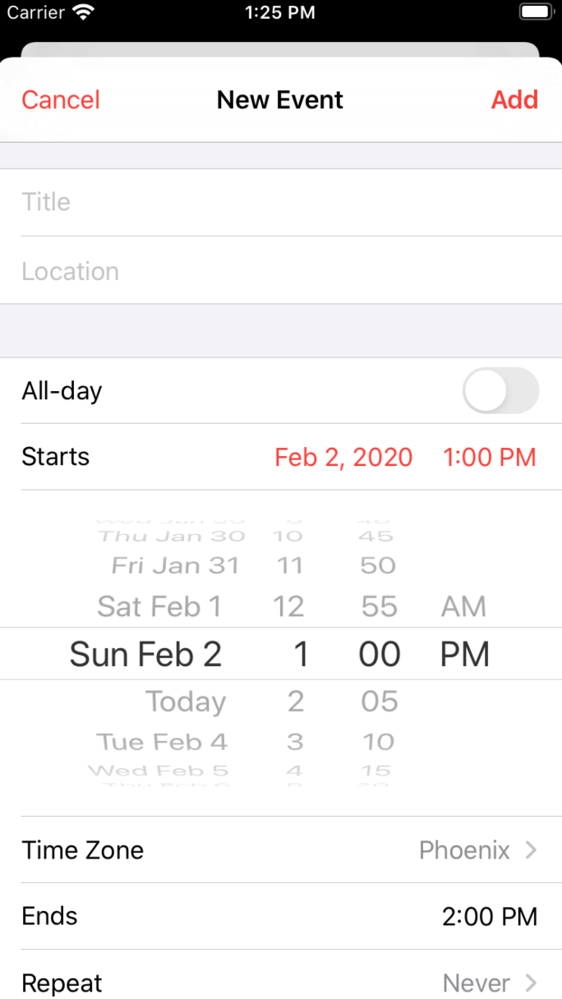 Carrier 1:25 PM
Cancel New Event Add
Title
Location
All-day
Starts Feb 2, 2020 1:00 PM
Thu Jan 30 10 45
Fri Jan 31 11 50
Sat Feb 1 12 55 AM
Sun Feb 2 1 00 PM
Today 2 05
Tue Feb 4 3 10
Wed Feb 5 4 15
Time Zone Phoenix
Ends 2:00 PM
Repeat Never